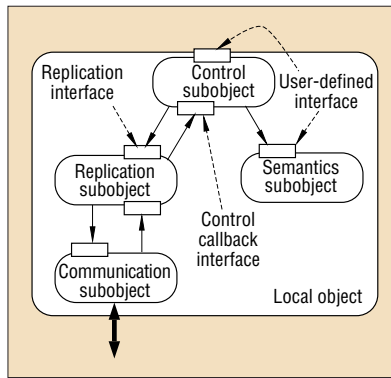 Replication
interface
Control
subobject
User-defined
interface
Replication
subobject
Semantics
subobject
Control
callback
interface
Communication
subobject
Local object